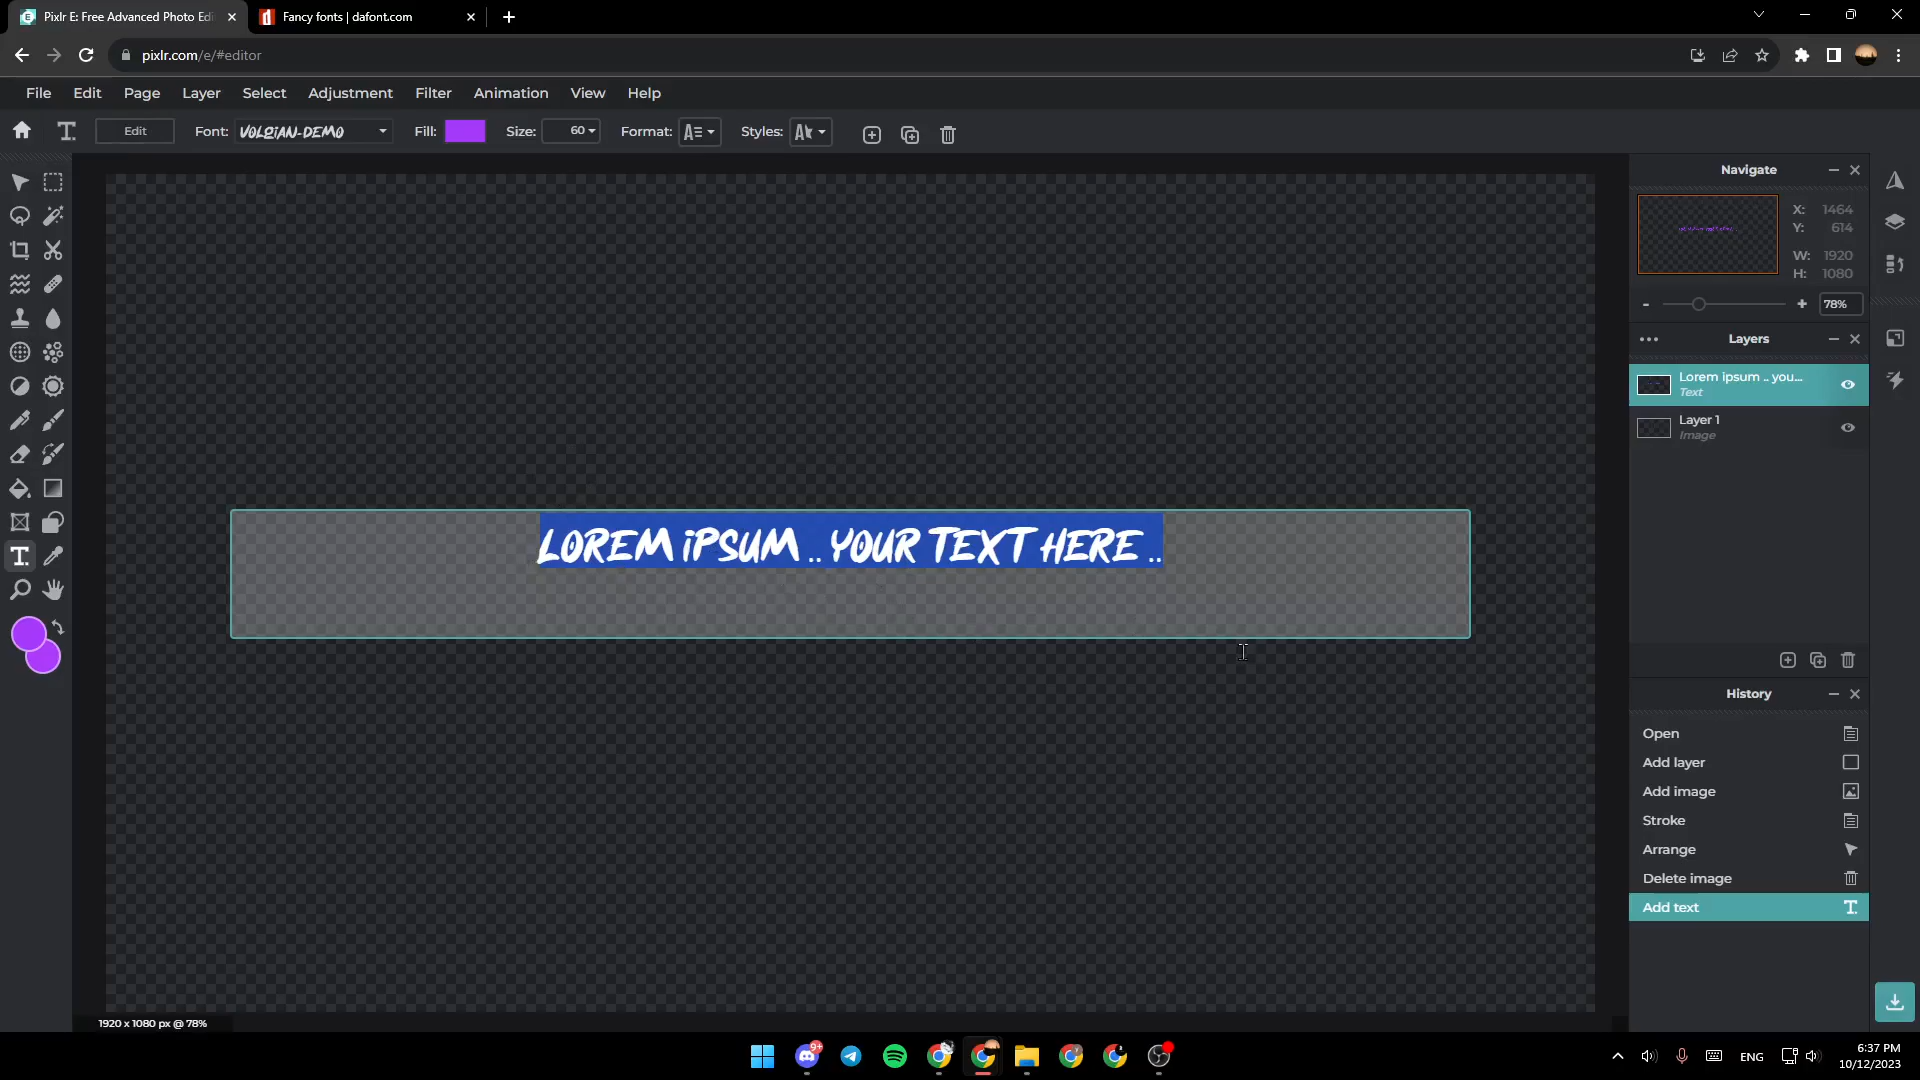 Pixlr E: Free Advanced Photo Edi
Fancy fonts | dafont.com
pixlr.com/e/#editor
File Edit Page Layer Select Adjustment Filter Animation View Help
Edit Font: VOLGIAN-DEMO Fill: Size: 60 Format: Styles:
Navigate
X: 1464
Y: 614
W: 1920
H: 1080
78%
Layers
Lorem ipsum .. you...
Text
Layer 1
Image
LOREM IPSUM .. YOUR TEXT HERE ..
History
Open
Add layer
Add image
Stroke
Arrange
Delete image
Add text
1920 x 1080 px @ 78%
9+
ENG
6:37 PM
10/12/2023